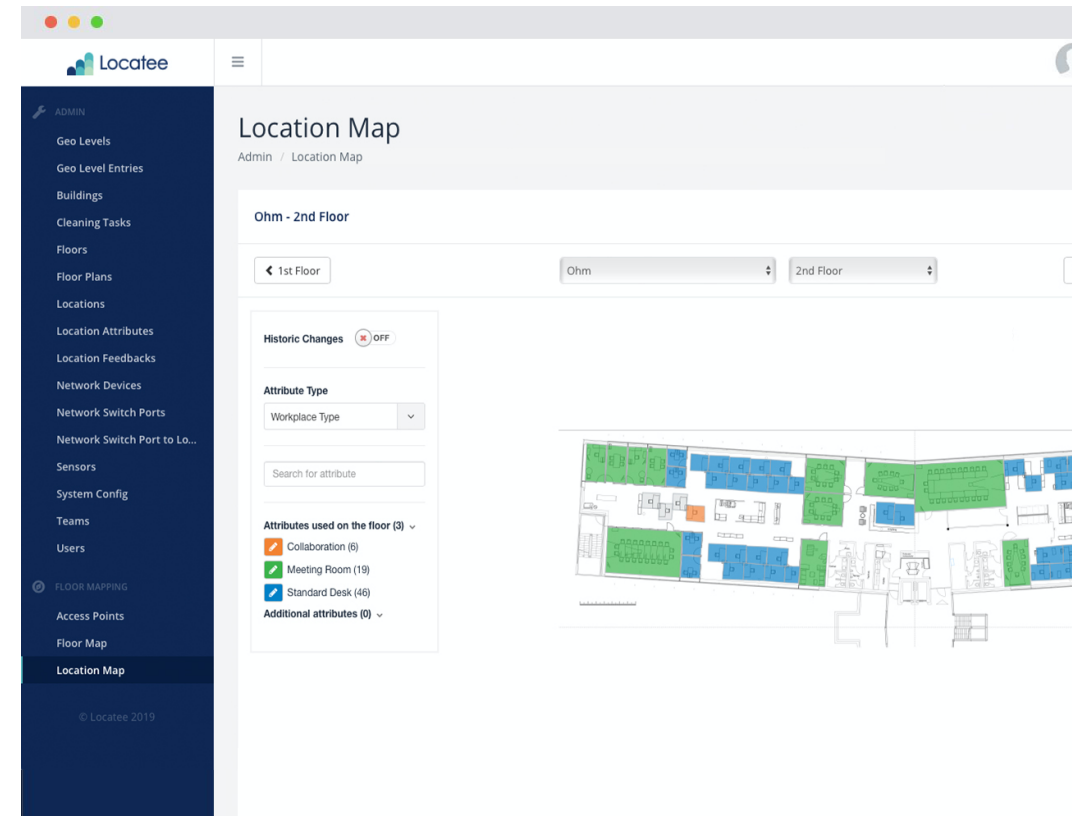 Locatee
ADMIN
Geo Levels
Geo Level Entries
Buildings
Cleaning Tasks
Floors
Floor Plans
Locations
Location Attributes
Location Feedbacks
Network Devices
Network Switch Ports
Network Switch Port to Lo...
Sensors
System Config
Teams
Users
FLOOR MAPPING
Access Points
Floor Map
Location Map
© Locatee 2019
Location Map
Admin / Location Map
Ohm - 2nd Floor
1st Floor
Ohm
2nd Floor
Historic Changes OFF
Attribute Type
Workplace Type
Search for attribute
Attributes used on the floor (3)
Collaboration (6)
Meeting Room (19)
Standard Desk (46)
Additional attributes (0)